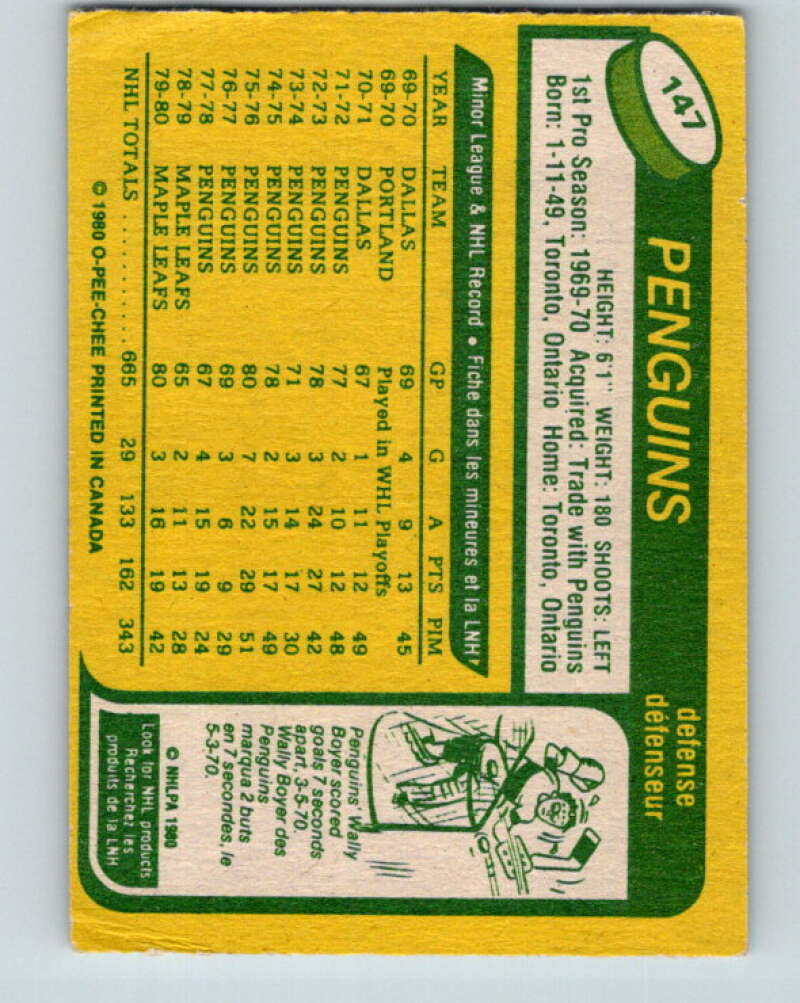 147
PENGUINS
defense
défenseur
HEIGHT: 6'1" WEIGHT: 180 SHOOTS: LEFT
1st Pro Season: 1969-70 Acquired: Trade with Penguins
Born: 1-11-49, Toronto, Ontario Home: Toronto, Ontario
Minor League & NHL Record • Fiche dans les mineures et la LNH
YEAR TEAM GP G A PTS PIM
69-70 DALLAS 69 4 9 13 45
69-70 PORTLAND Played in WHL Playoffs
70-71 DALLAS 67 1 11 12 49
71-72 PENGUINS 77 2 10 12 48
72-73 PENGUINS 78 3 24 27 42
73-74 PENGUINS 71 3 14 17 30
74-75 PENGUINS 78 2 15 17 49
75-76 PENGUINS 80 7 22 29 51
76-77 PENGUINS 69 3 6 9 29
77-78 PENGUINS 67 4 15 19 24
78-79 MAPLE LEAFS 65 2 11 13 28
79-80 MAPLE LEAFS 80 3 16 19 42
NHL TOTALS .......... 665 29 133 162 343
© 1980 O-PEE-CHEE PRINTED IN CANADA
Penguins' Wally
Boyer scored
goals 7 seconds
apart, 3-5-70.
Wally Boyer des
Penguins
marqua 2 buts
en 7 secondes, le
5-3-70.
© NHLPA 1980
Look for NHL products
Recherchez les
produits de la LNH